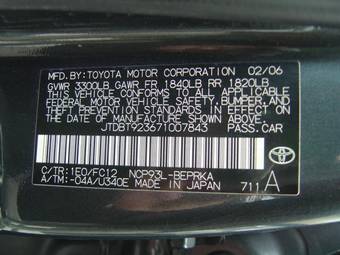 MFD. BY: TOYOTA MOTOR CORPORATION 02/06
GVWR 3300LB GAWR FR 1840LB RR 1820LB
THIS VEHICLE CONFORMS TO ALL APPLICABLE
FEDERAL MOTOR VEHICLE SAFETY, BUMPER, AND
THEFT PREVENTION STANDARDS IN EFFECT
ON THE DATE OF MANUFACTURE SHOWN ABOVE.
JTDBT923671007843 PASS.CAR
C/TR: 1E0/FC12 NCP93L-BEPRKA
A/TM: -04A/U340E MADE IN JAPAN 711A